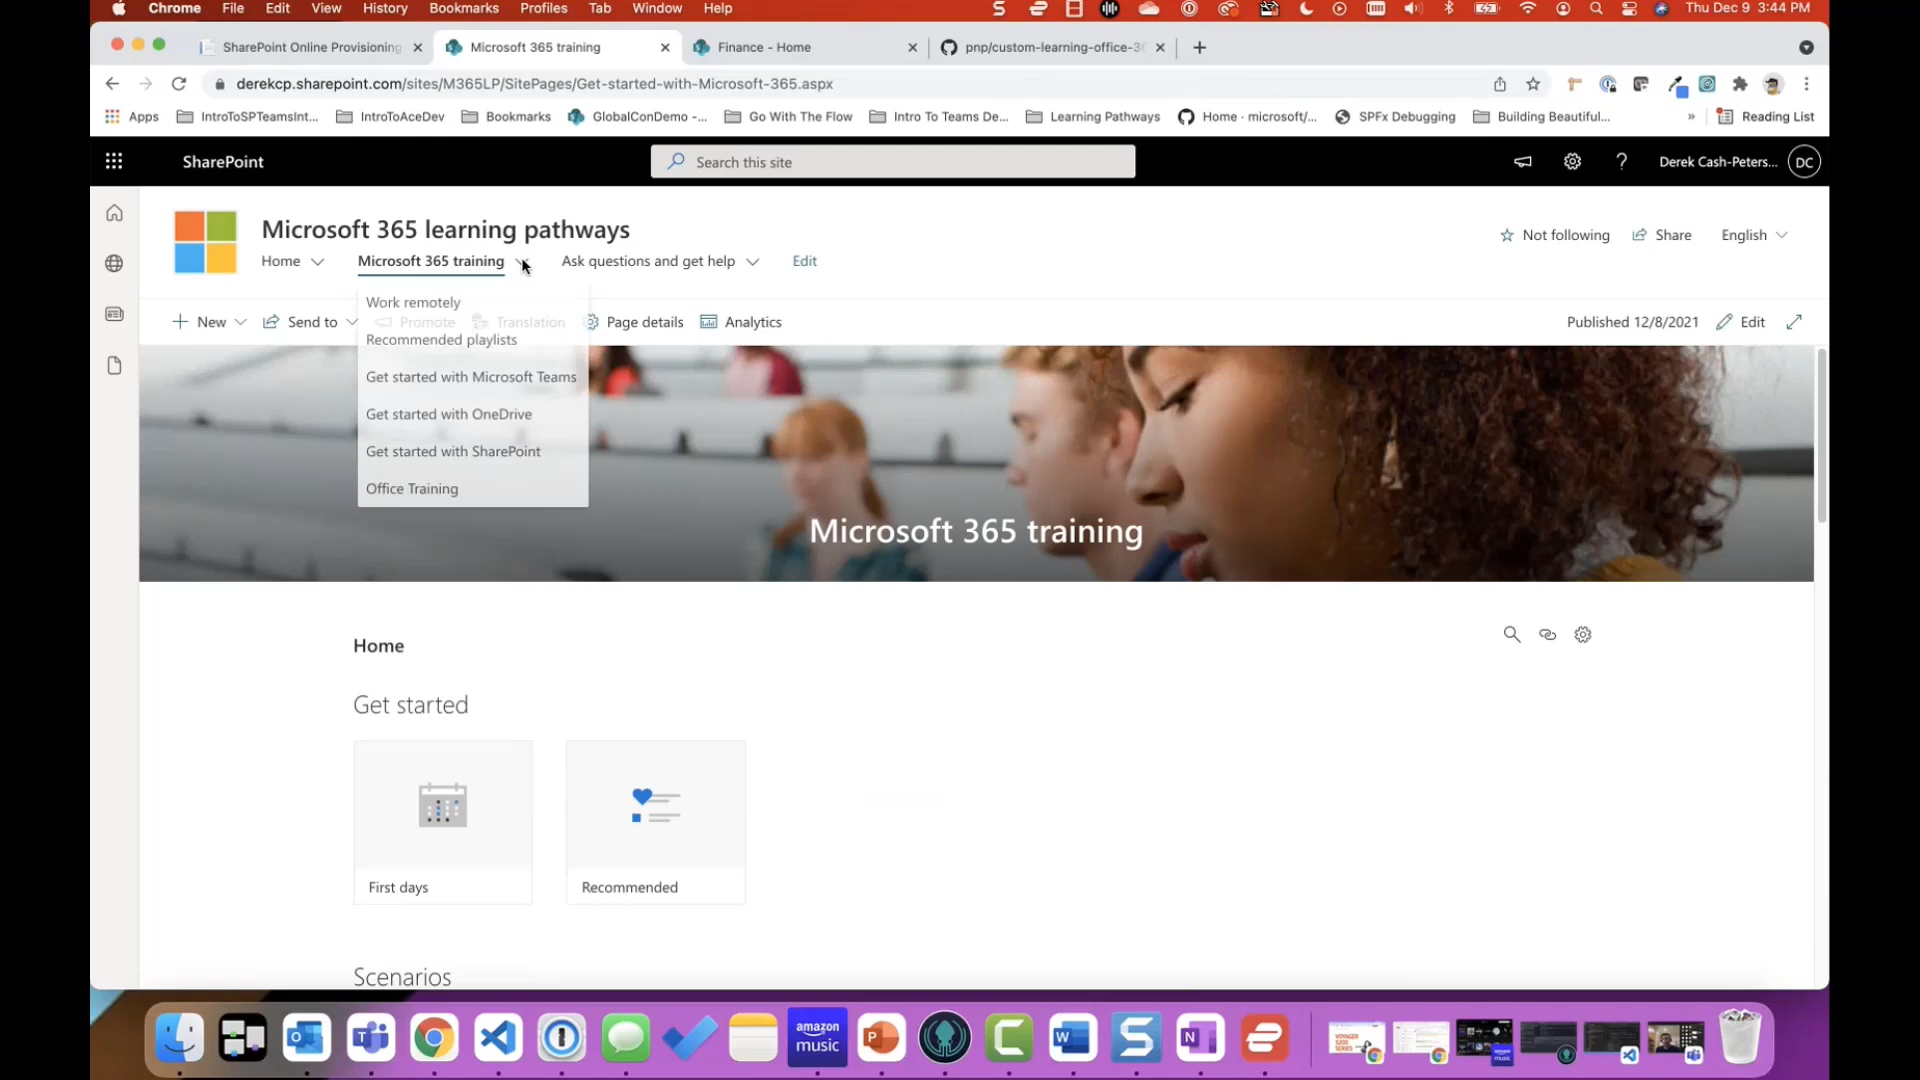 Chrome File Edit View History Bookmarks Profiles Tab Window Help Thu Dec 9 3:44 PM
SharePoint Online Provisioning Microsoft 365 training Finance - Home pnp/custom-learning-office-36
derekcp.sharepoint.com/sites/M365LP/SitePages/Get-started-with-Microsoft-365.aspx
Apps IntroToSPTeamsInt... IntroToAceDev Bookmarks GlobalConDemo -... Go With The Flow Intro To Teams De... Learning Pathways Home · microsoft/... SPFx Debugging Building Beautiful... » Reading List
SharePoint Search this site ? Derek Cash-Peters... DC
Microsoft 365 learning pathways
Not following Share English
Home Microsoft 365 training Ask questions and get help Edit
Work remotely
New Send to Promote Translation Page details Analytics Published 12/8/2021 Edit
Recommended playlists
Get started with Microsoft Teams
Get started with OneDrive
Get started with SharePoint
Office Training
Microsoft 365 training
Home
Get started
First days Recommended
Scenarios
amazon music